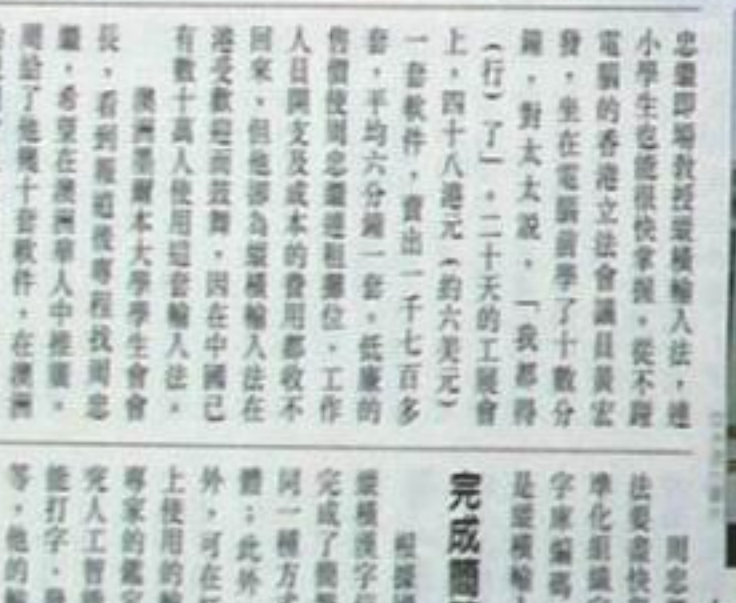 忠繼即場教授縱橫輸入法,連
小學生也能很快掌握。從不碰
電腦的香港立法會議員黃宏
發,坐在電腦前學了十數分
鐘,對太太說:「我都得
(行)了」。二十天的工展會
上,四十八港元(約六美元)
一套軟件,賣出一千七百多
套,平均六分鐘一套。低廉的
售價使周忠繼連租攤位、工作
人員開支及成本的費用都收不
回來,但他卻為縱橫輸入法在
港受歡迎而鼓舞,因在中國已
有數十萬人使用這套輸入法。
澳洲墨爾本大學學生會會
長,看到報道後專程找周忠
繼,希望在澳洲華人中推廣。
周給了他幾十套軟件,在澳洲
周忠
法要盡快
準化組織
字庫編碼
是縱橫輸
完成簡
根據
縱橫漢字
完成了簡
同一種方
體;此外
外,可在
上使用的
專家的鑑定
突人工智
能打字,
等,他的